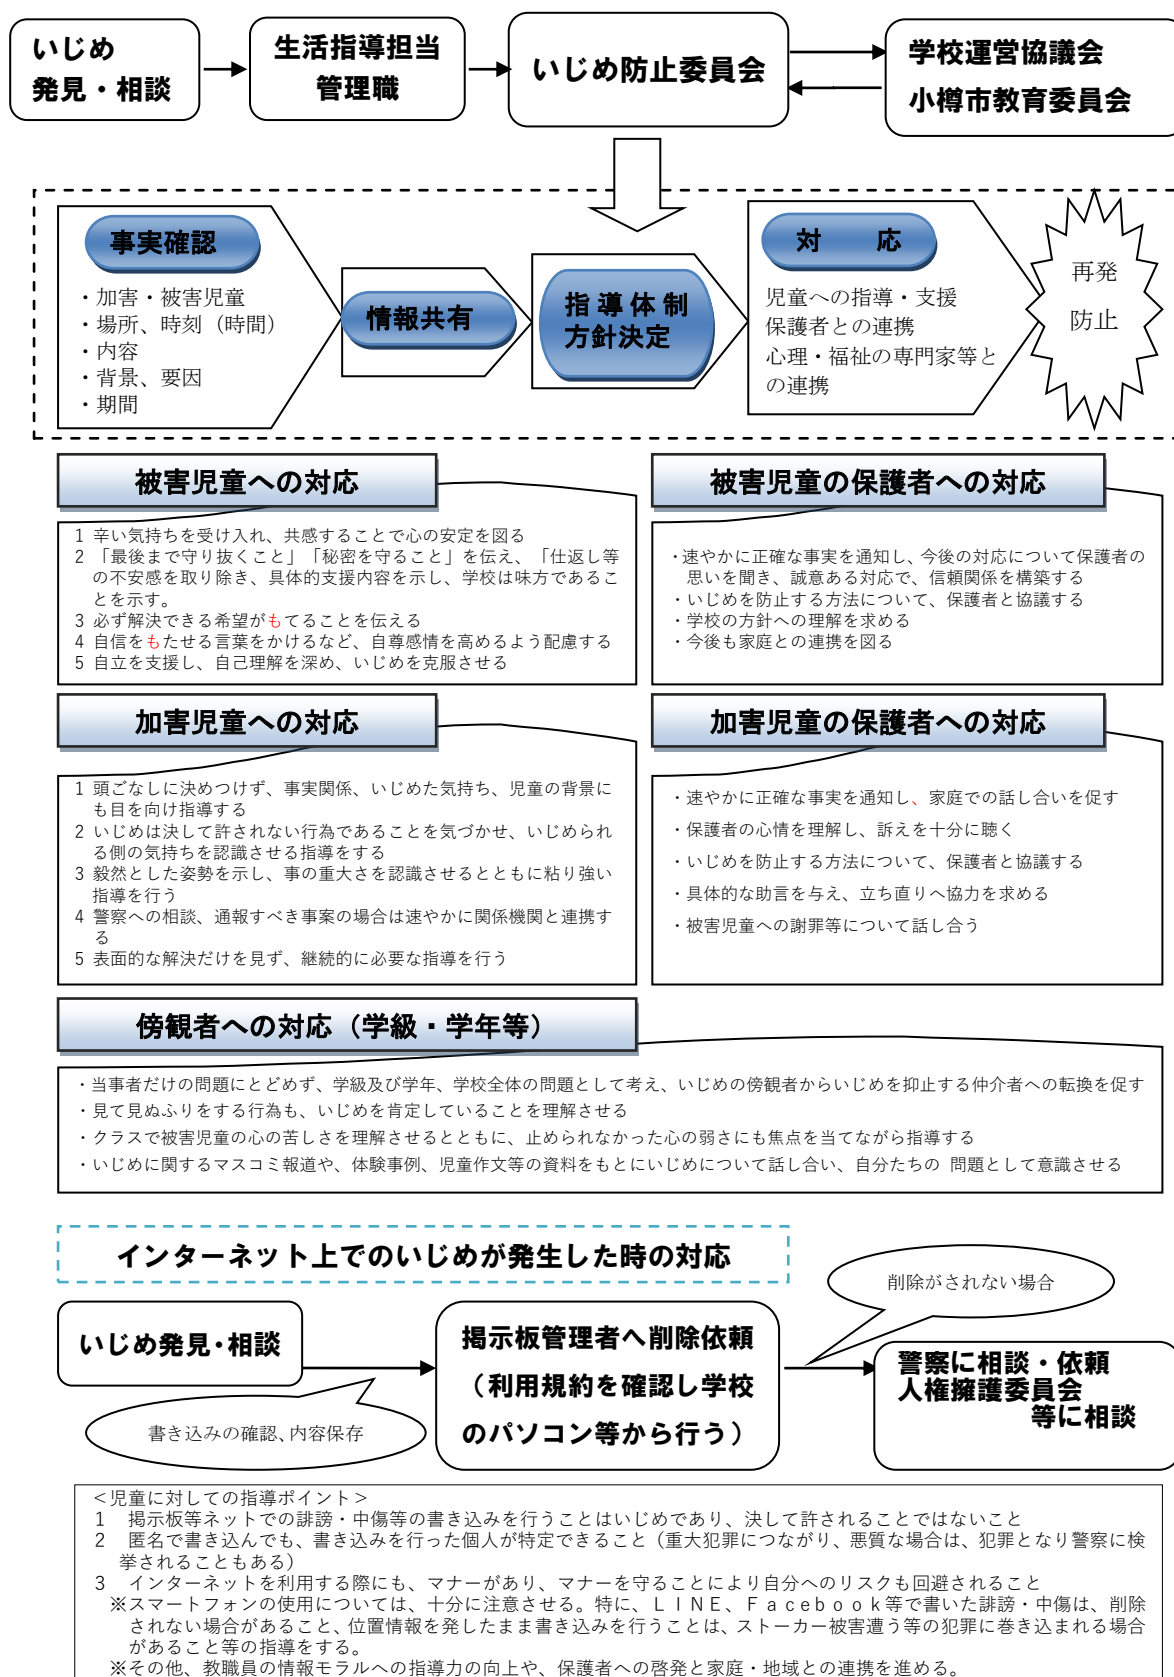 いじめ
発見・相談
生活指導担当
管理職
いじめ防止委員会
学校運営協議会
小樽市教育委員会
事実確認
・加害・被害児童
・場所、時刻（時間）
・内容
・背景、要因
・期間
情報共有
指導体制
方針決定
対　応
児童への指導・支援
保護者との連携
心理・福祉の専門家等と
の連携
再発
防止
被害児童への対応
1 辛い気持ちを受け入れ、共感することで心の安定を図る
2 「最後まで守り抜くこと」「秘密を守ること」を伝え、「仕返し等
の不安感を取り除き、具体的支援内容を示し、学校は味方であるこ
とを示す。
3 必ず解決できる希望がもてることを伝える
4 自信をもたせる言葉をかけるなど、自尊感情を高めるよう配慮する
5 自立を支援し、自己理解を深め、いじめを克服させる
被害児童の保護者への対応
・速やかに正確な事実を通知し、今後の対応について保護者の
思いを聞き、誠意ある対応で、信頼関係を構築する
・いじめを防止する方法について、保護者と協議する
・学校の方針への理解を求める
・今後も家庭との連携を図る
加害児童への対応
1 頭ごなしに決めつけず、事実関係、いじめた気持ち、児童の背景に
も目を向け指導する
2 いじめは決して許されない行為であることを気づかせ、いじめられ
る側の気持ちを認識させる指導をする
3 毅然とした姿勢を示し、事の重大さを認識させるとともに粘り強い
指導を行う
4 警察への相談、通報すべき事案の場合は速やかに関係機関と連携す
る
5 表面的な解決だけを見ず、継続的に必要な指導を行う
加害児童の保護者への対応
・速やかに正確な事実を通知し、家庭での話し合いを促す
・保護者の心情を理解し、訴えを十分に聴く
・いじめを防止する方法について、保護者と協議する
・具体的な助言を与え、立ち直りへ協力を求める
・被害児童への謝罪等について話し合う
傍観者への対応（学級・学年等）
・当事者だけの問題にとどめず、学級及び学年、学校全体の問題として考え、いじめの傍観者からいじめを抑止する仲介者への転換を促す
・見て見ぬふりをする行為も、いじめを肯定していることを理解させる
・クラスで被害児童の心の苦しさを理解させるとともに、止められなかった心の弱さにも焦点を当てながら指導する
・いじめに関するマスコミ報道や、体験事例、児童作文等の資料をもとにいじめについて話し合い、自分たちの 問題として意識させる
インターネット上でのいじめが発生した時の対応
削除がされない場合
いじめ発見・相談
書き込みの確認、内容保存
掲示板管理者へ削除依頼
（利用規約を確認し学校
のパソコン等から行う）
警察に相談・依頼
人権擁護委員会
等に相談
＜児童に対しての指導ポイント＞
1　掲示板等ネットでの誹謗・中傷等の書き込みを行うことはいじめであり、決して許されることではないこと
2　匿名で書き込んでも、書き込みを行った個人が特定できること（重大犯罪につながり、悪質な場合は、犯罪となり警察に検
挙されることもある）
3　インターネットを利用する際にも、マナーがあり、マナーを守ることにより自分へのリスクも回避されること
※スマートフォンの使用については、十分に注意させる。特に、ＬＩＮＥ、Ｆａｃｅｂｏｏｋ等で書いた誹謗・中傷は、削除
されない場合があること、位置情報を発したまま書き込みを行うことは、ストーカー被害遭う等の犯罪に巻き込まれる場合
があること等の指導をする。
※その他、教職員の情報モラルへの指導力の向上や、保護者への啓発と家庭・地域との連携を進める。